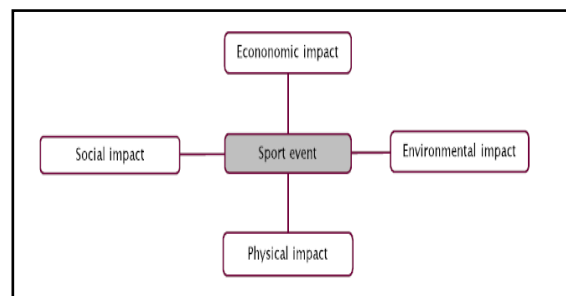 Econonomic impact
Social impact
Sport event
Environmental impact
Physical impact